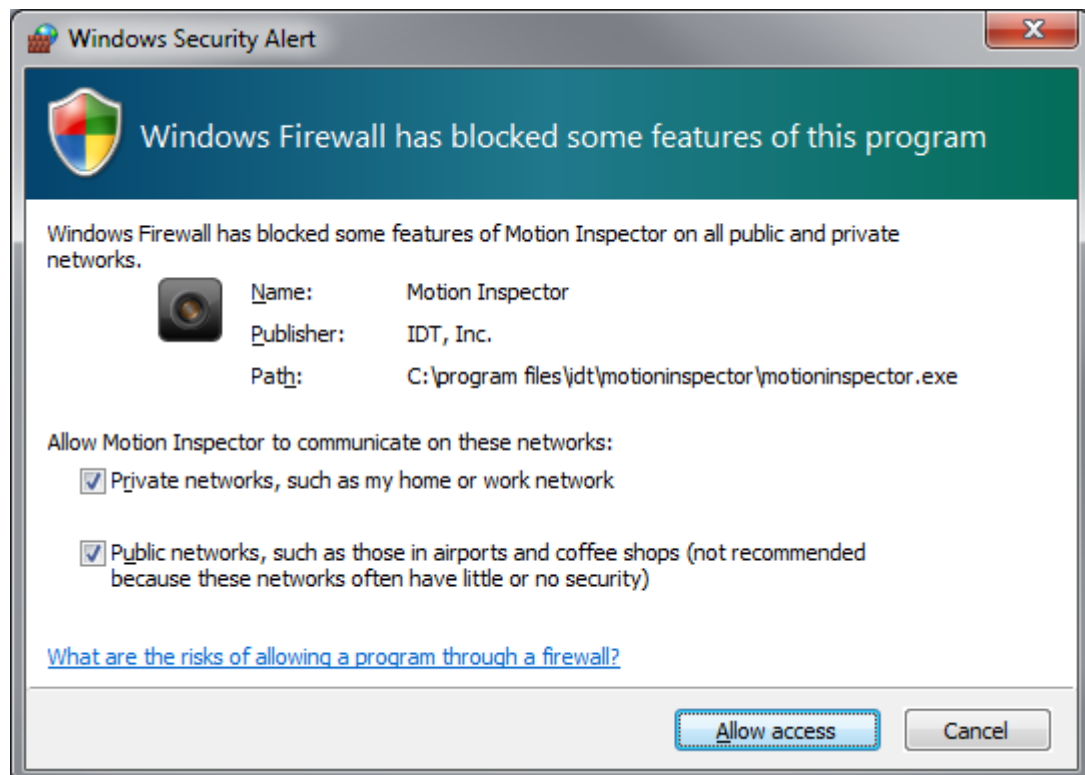 Windows Security Alert
Windows Firewall has blocked some features of this program
Windows Firewall has blocked some features of Motion Inspector on all public and private
networks.
Name: Motion Inspector
Publisher: IDT, Inc.
Path: C:\program files\idt\motioninspector\motioninspector.exe
Allow Motion Inspector to communicate on these networks:
Private networks, such as my home or work network
Public networks, such as those in airports and coffee shops (not recommended
because these networks often have little or no security)
What are the risks of allowing a program through a firewall?
Allow access Cancel